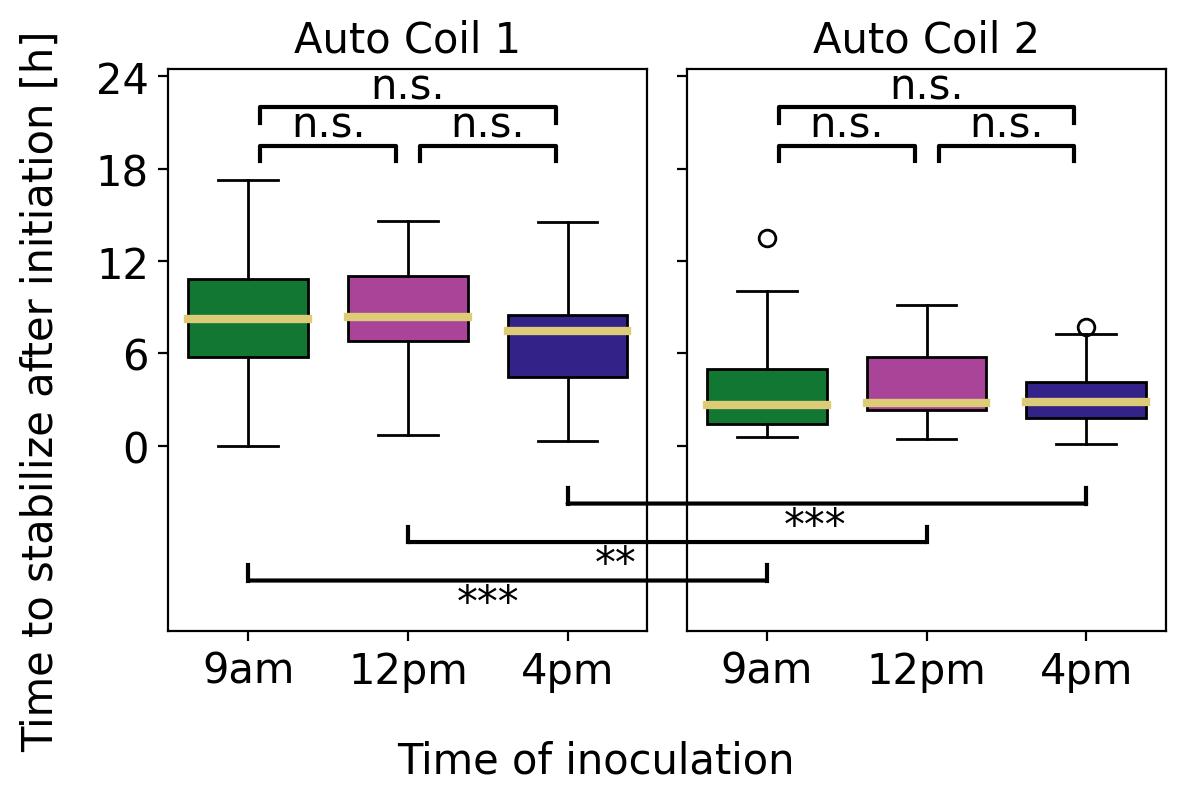 Auto Coil 1
Auto Coil 2
Time to stabilize after initiation [h]
24
18
12
6
0
n.s.
n.s. n.s.
n.s.
n.s. n.s.
***
**
***
9am 12pm 4pm
9am 12pm 4pm
Time of inoculation